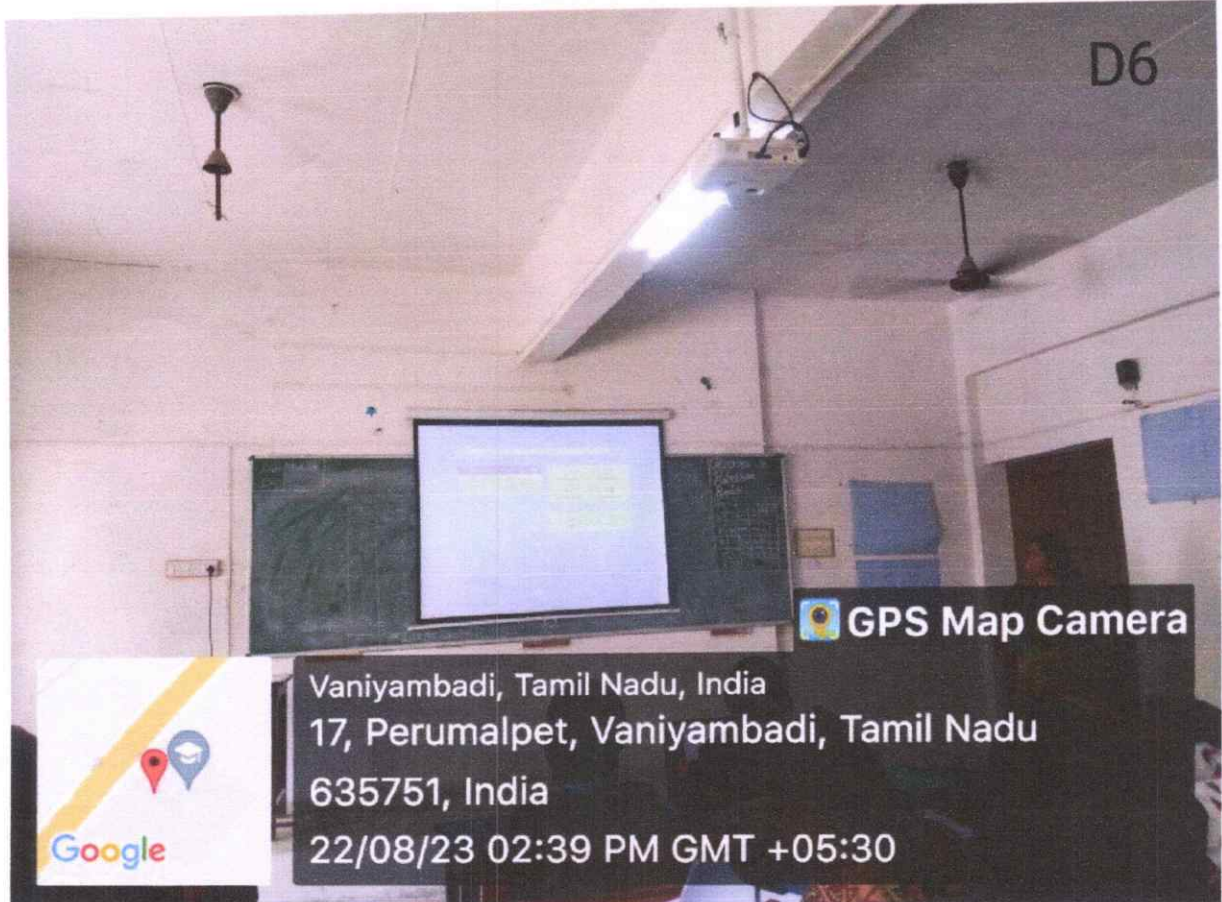 D6
GPS Map Camera
Vaniyambadi, Tamil Nadu, India
17, Perumalpet, Vaniyambadi, Tamil Nadu
635751, India
22/08/23 02:39 PM GMT +05:30
Google